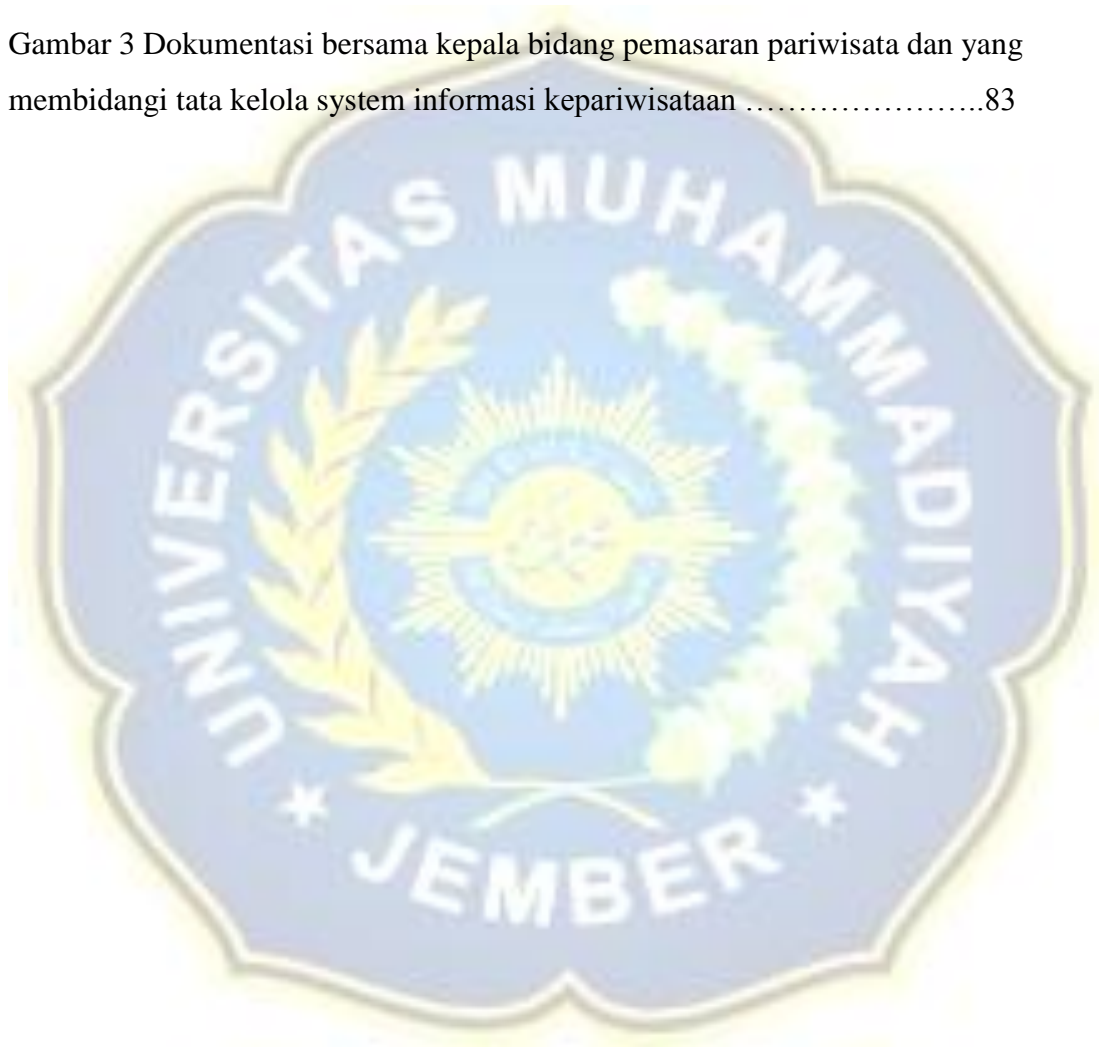 Gambar 3 Dokumentasi bersama kepala bidang pemasaran pariwisata dan yang
membidangi tata kelola system informasi kepariwisataan …………………..83
UNIVERSITAS MUHAMMADIYAH
JEMBER